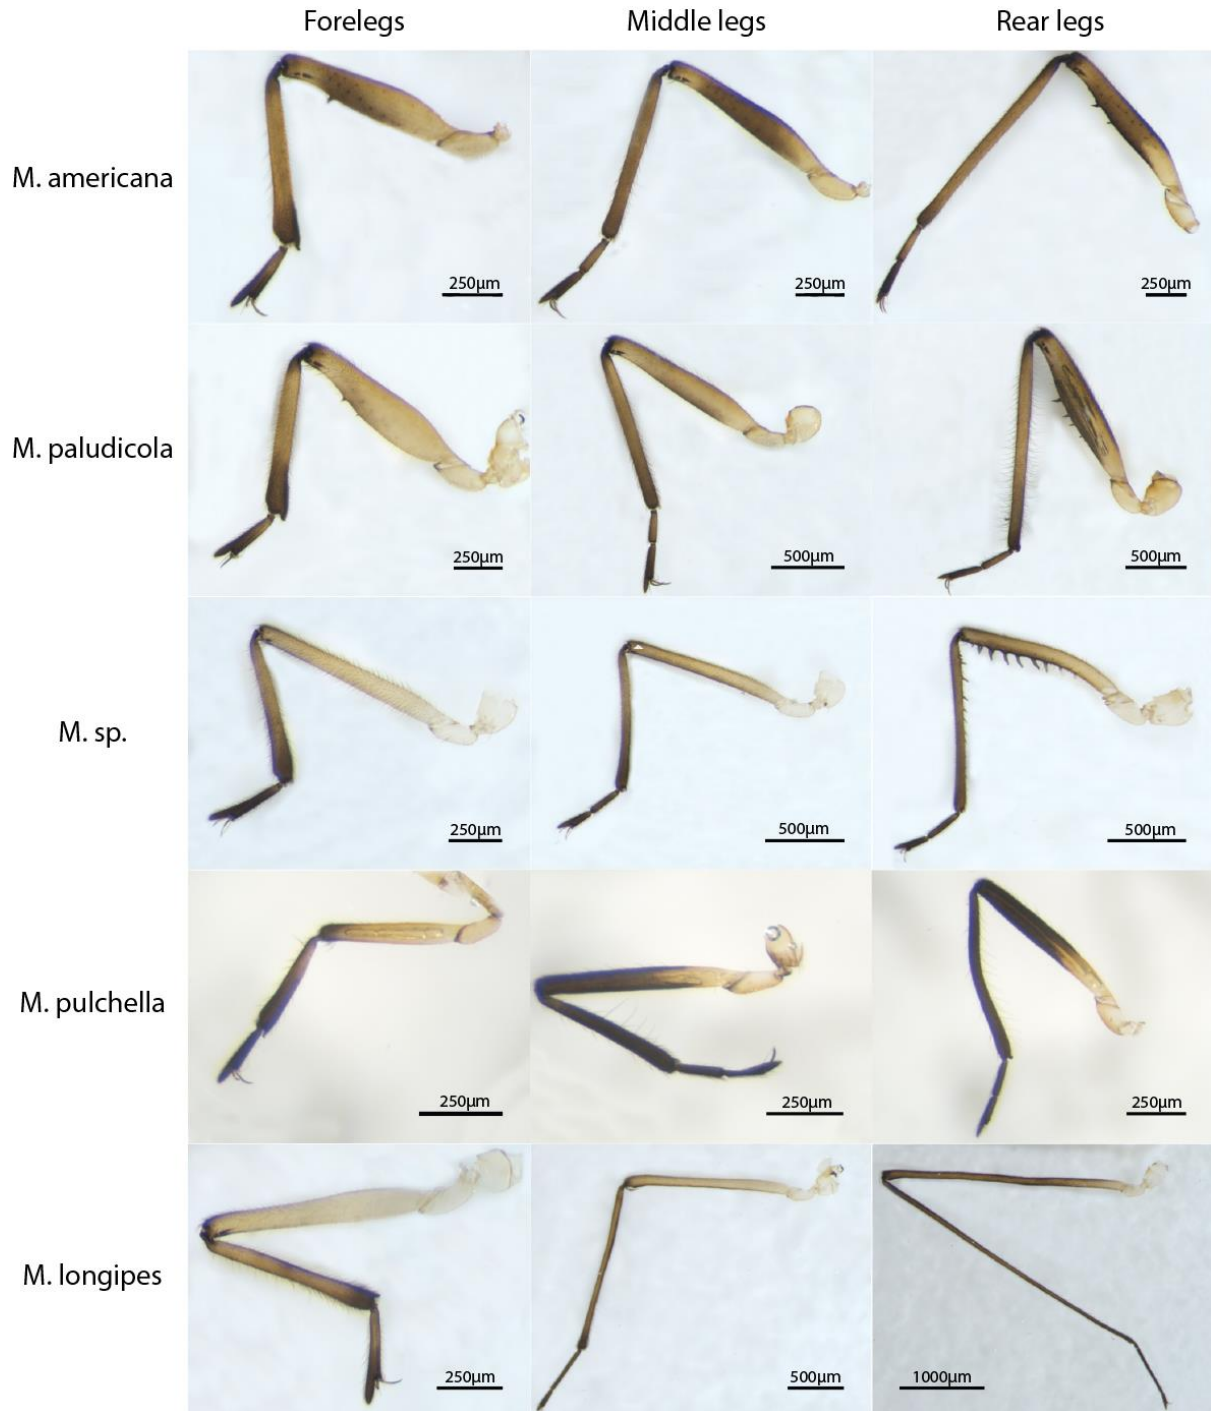 Forelegs Middle legs Rear legs
M. americana
250µm 250µm 250µm
M. paludicola
250µm 500µm 500µm
M. sp.
250µm 500µm 500µm
M. pulchella
250µm 250µm 250µm
M. longipes
250µm 500µm 1000µm